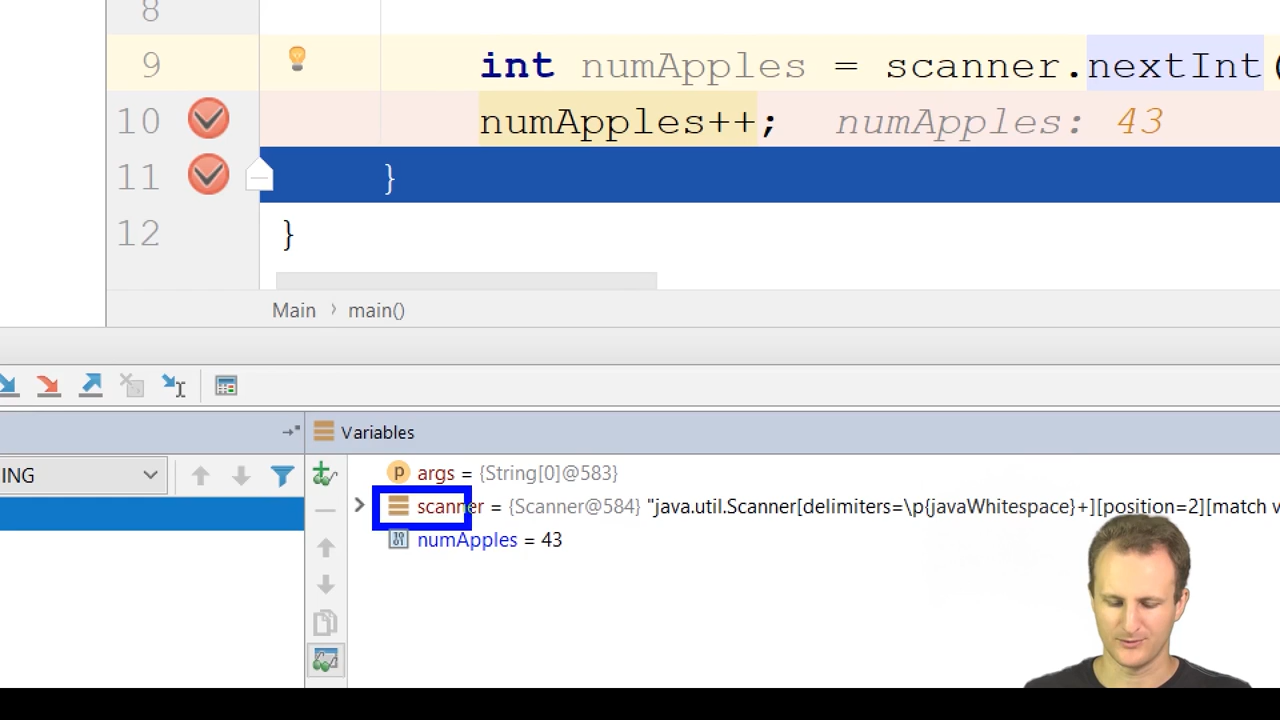 8
9 int numApples = scanner.nextInt(
10 numApples++; numApples: 43
11 }
12 }
Main › main()
ING
Variables
args = {String[0]@583}
scanner = {Scanner@584} "java.util.Scanner[delimiters=\p{javaWhitespace}+][position=2][match v
numApples = 43